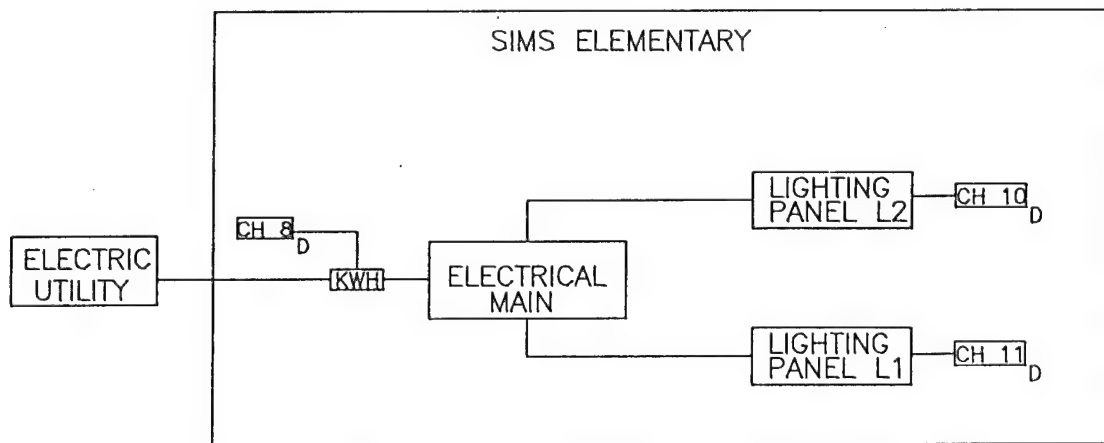 SIMS ELEMENTARY
LIGHTING
PANEL L2
CH 10
D
CH 8
D
ELECTRIC
UTILITY
KWH
ELECTRICAL
MAIN
LIGHTING
PANEL L1
CH 11
D